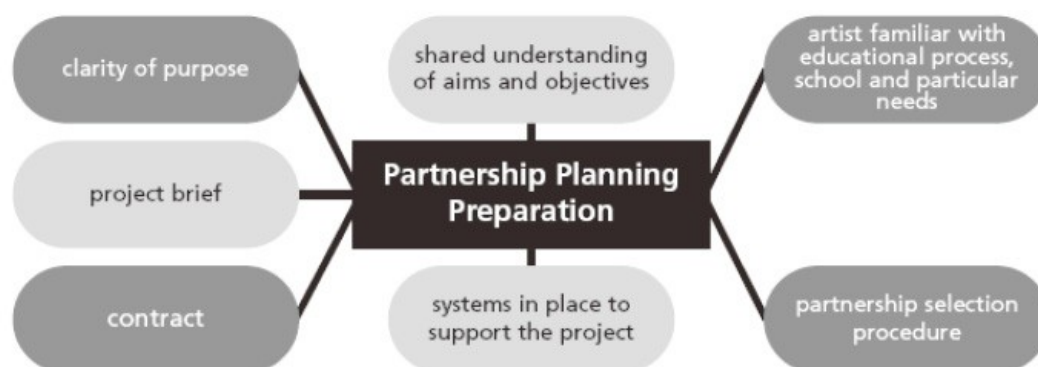 clarity of purpose
shared understanding
of aims and objectives
artist familiar with
educational process,
school and particular
needs
project brief
Partnership Planning
Preparation
contract
systems in place to
support the project
partnership selection
procedure